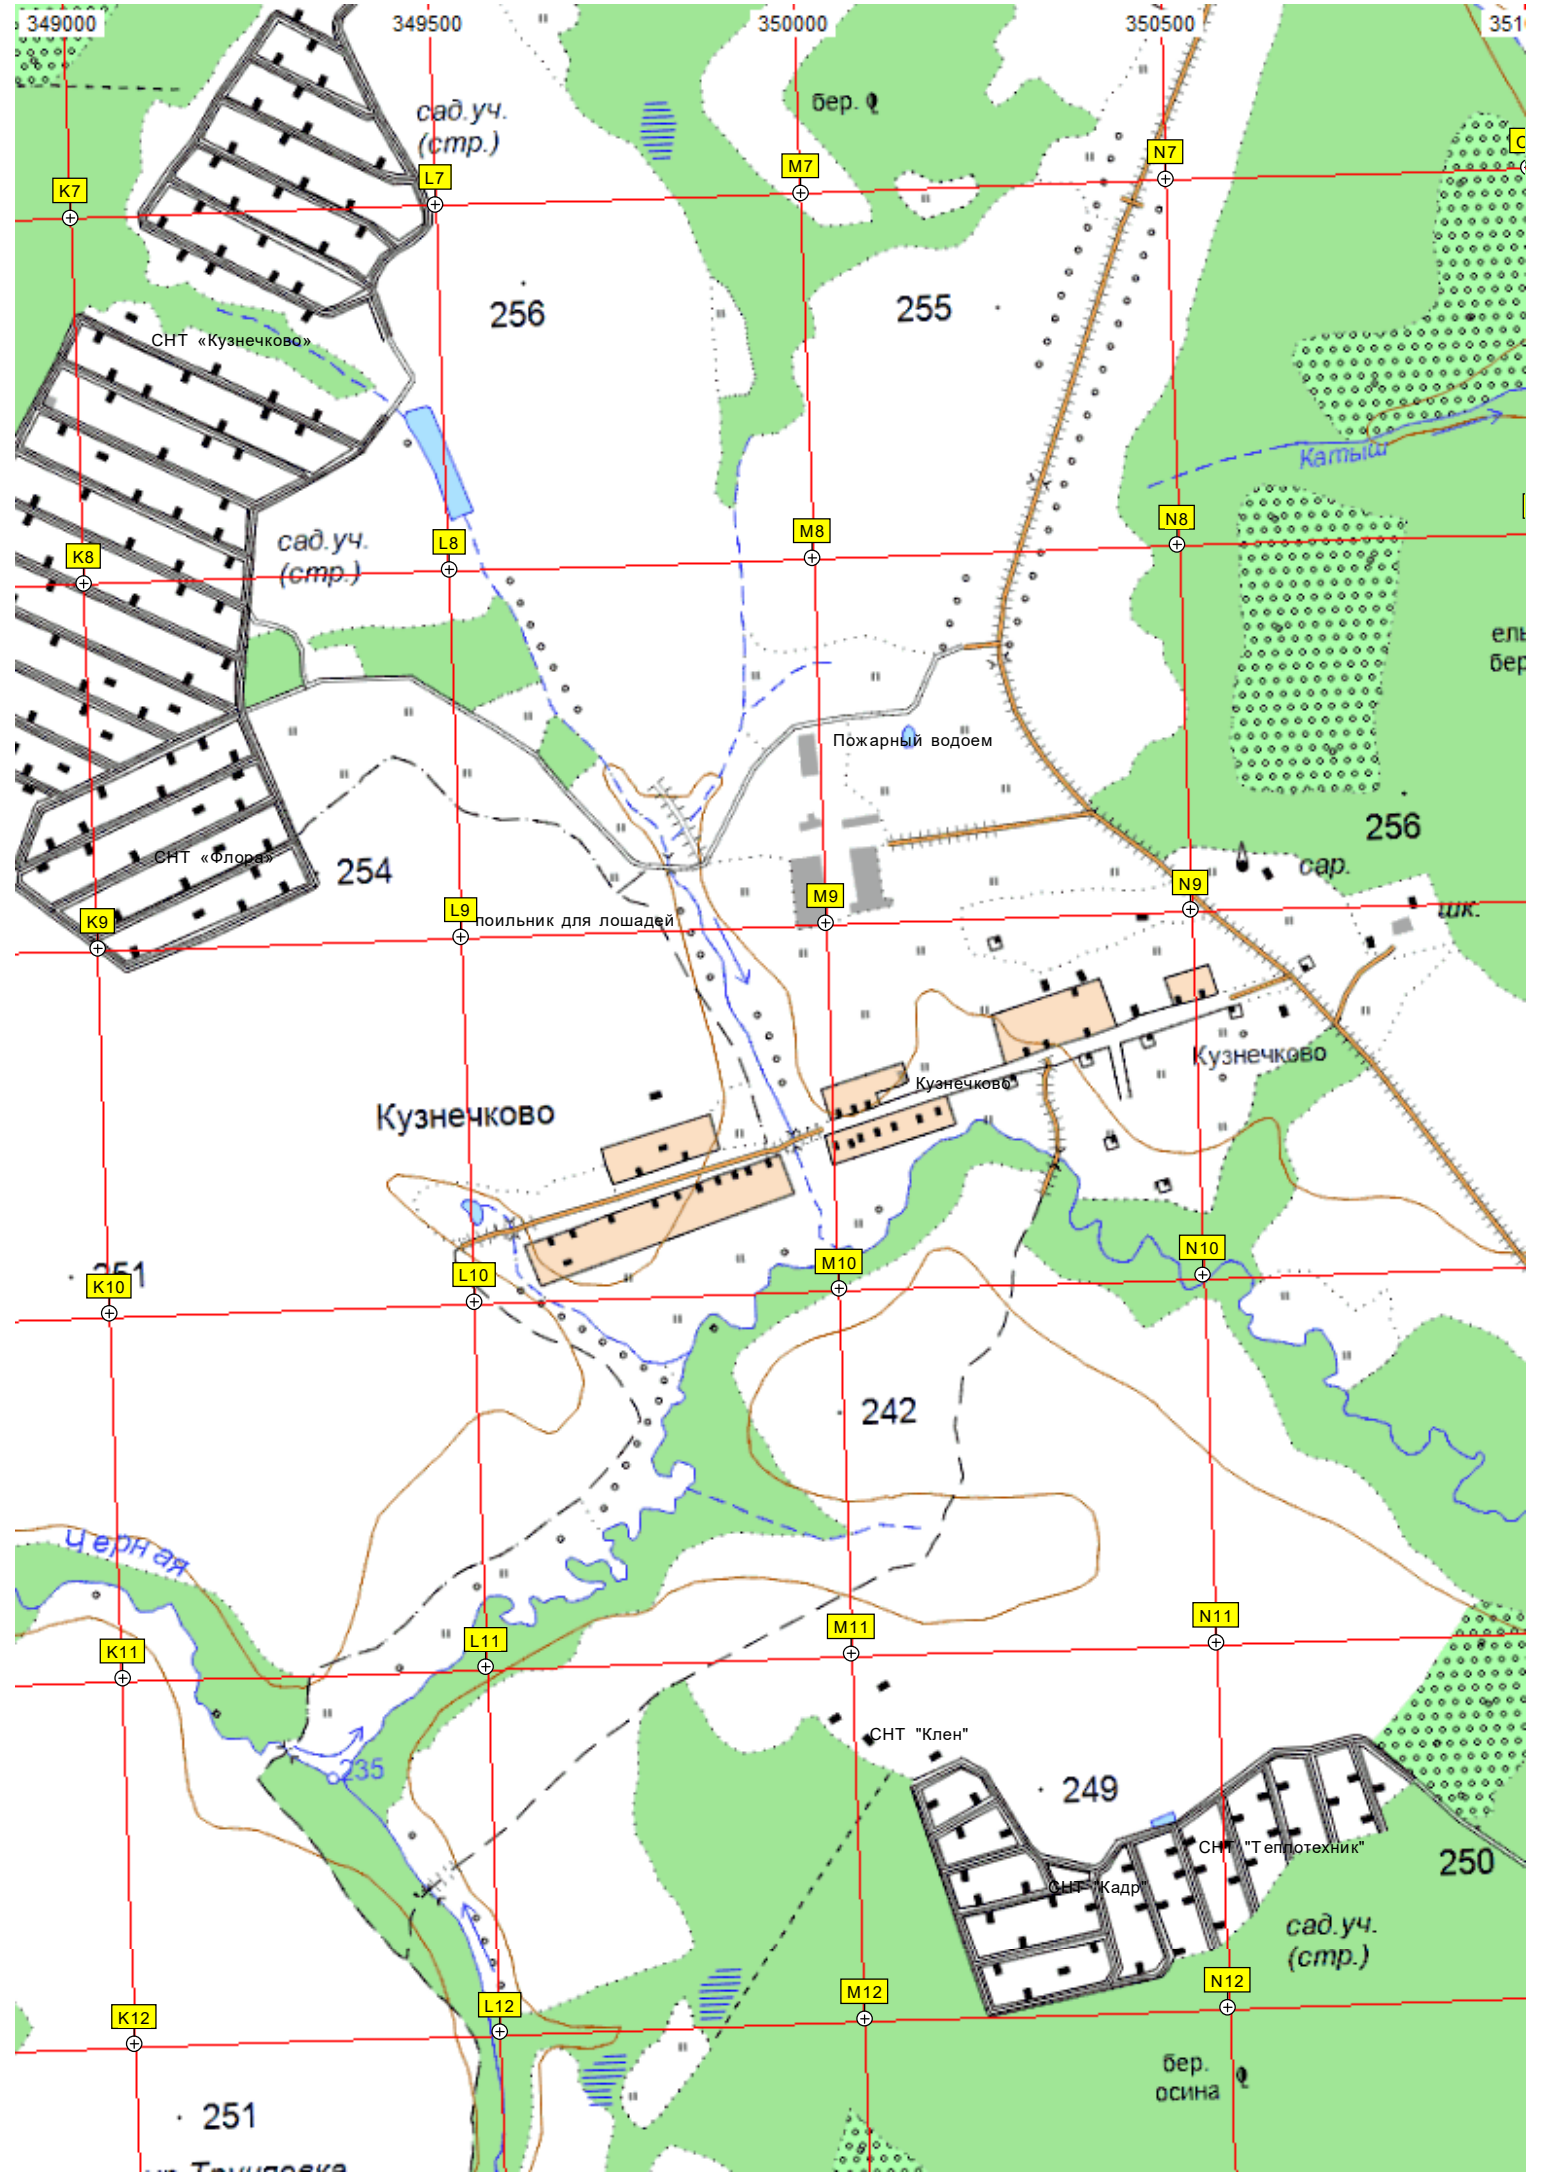 349000
349500
350000
350500
сад.уч.
(стр.)
бер.
K7
L7
M7
N7
256
255
СНТ «Кузнечково»
Катыш
сад.уч.
(стр.)
K8
L8
M8
N8
Пожарный водоем
256
сар.
СНТ «Флора»
254
шк.
K9
L9
M9
N9
поильник для лошадей
Кузнечково
Кузнечково
Кузнечково
K10
L10
M10
N10
242
Черная
K11
L11
M11
N11
СНТ "Клен"
235
249
СНТ "Теплотехник"
250
СНТ "Кадр"
сад.уч.
(стр.)
K12
L12
M12
N12
бер.
осина
251